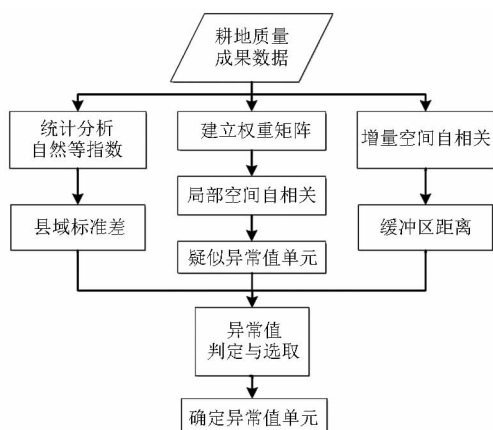 耕地质量
成果数据
统计分析
自然等指数
建立权重矩阵
增量空间自相关
局部空间自相关
县域标准差
缓冲区距离
疑似异常值单元
异常值
判定与选取
确定异常值单元